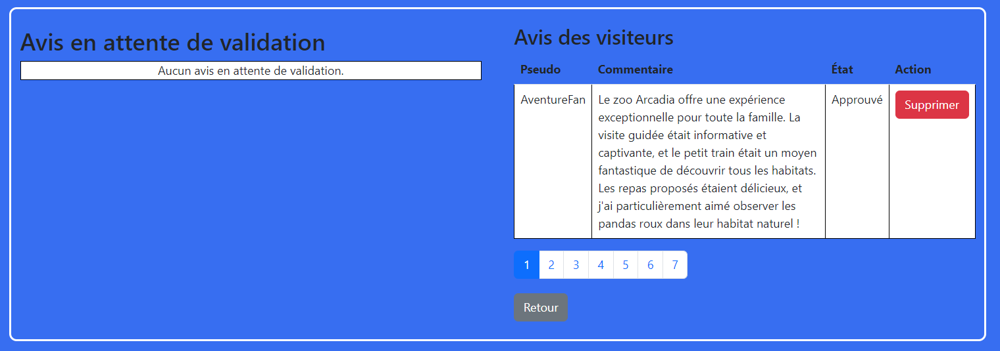 Avis en attente de validation
Aucun avis en attente de validation.
Avis des visiteurs
Pseudo Commentaire État Action
AventureFan Le zoo Arcadia offre une expérience Approuvé Supprimer
exceptionnelle pour toute la famille. La
visite guidée était informative et
captivante, et le petit train était un moyen
fantastique de découvrir tous les habitats.
Les repas proposés étaient délicieux, et
j'ai particulièrement aimé observer les
pandas roux dans leur habitat naturel !
1 2 3 4 5 6 7
Retour